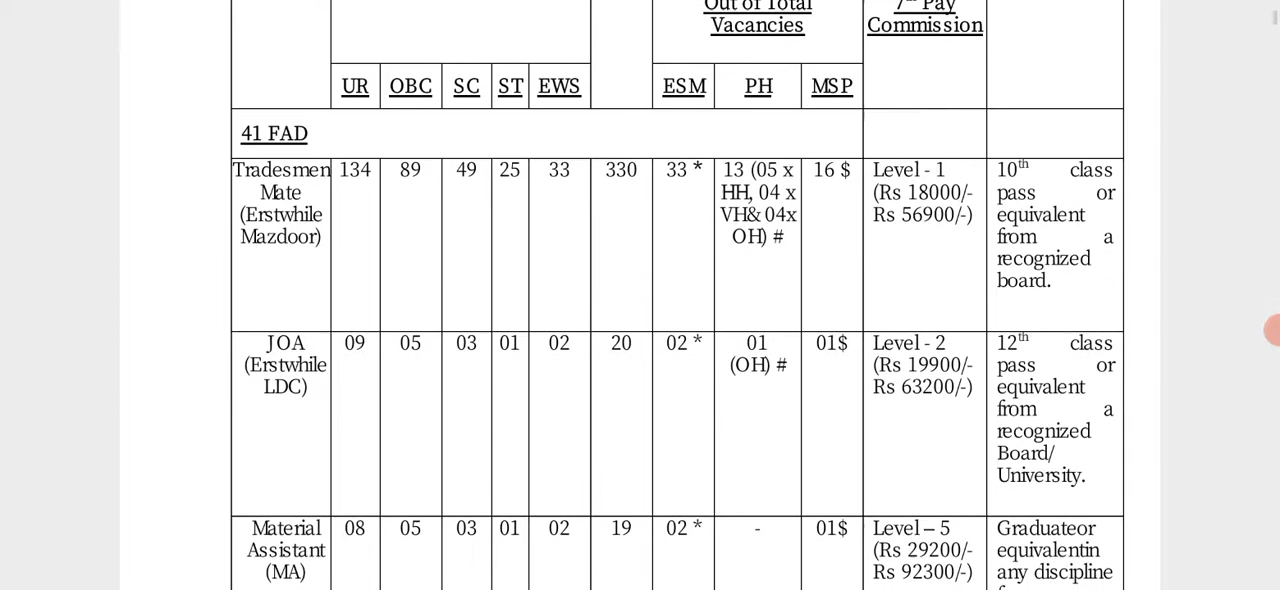 Out of Total 7th Pay
Vacancies Commission
UR OBC SC ST EWS ESM PH MSP
41 FAD
Tradesmen 134 89 49 25 33 330 33 * 13 (05 x 16 $ Level - 1 10th class
Mate HH, 04 x (Rs 18000/- pass or
(Erstwhile VH& 04x Rs 56900/-) equivalent
Mazdoor) OH) # from a
recognized
board.
JOA 09 05 03 01 02 20 02 * 01 01$ Level - 2 12th class
(Erstwhile (OH) # (Rs 19900/- pass or
LDC) Rs 63200/-) equivalent
from a
recognized
Board/
University.
Material 08 05 03 01 02 19 02 * - 01$ Level – 5 Graduateor
Assistant (Rs 29200/- equivalentin
(MA) Rs 92300/-) any discipline